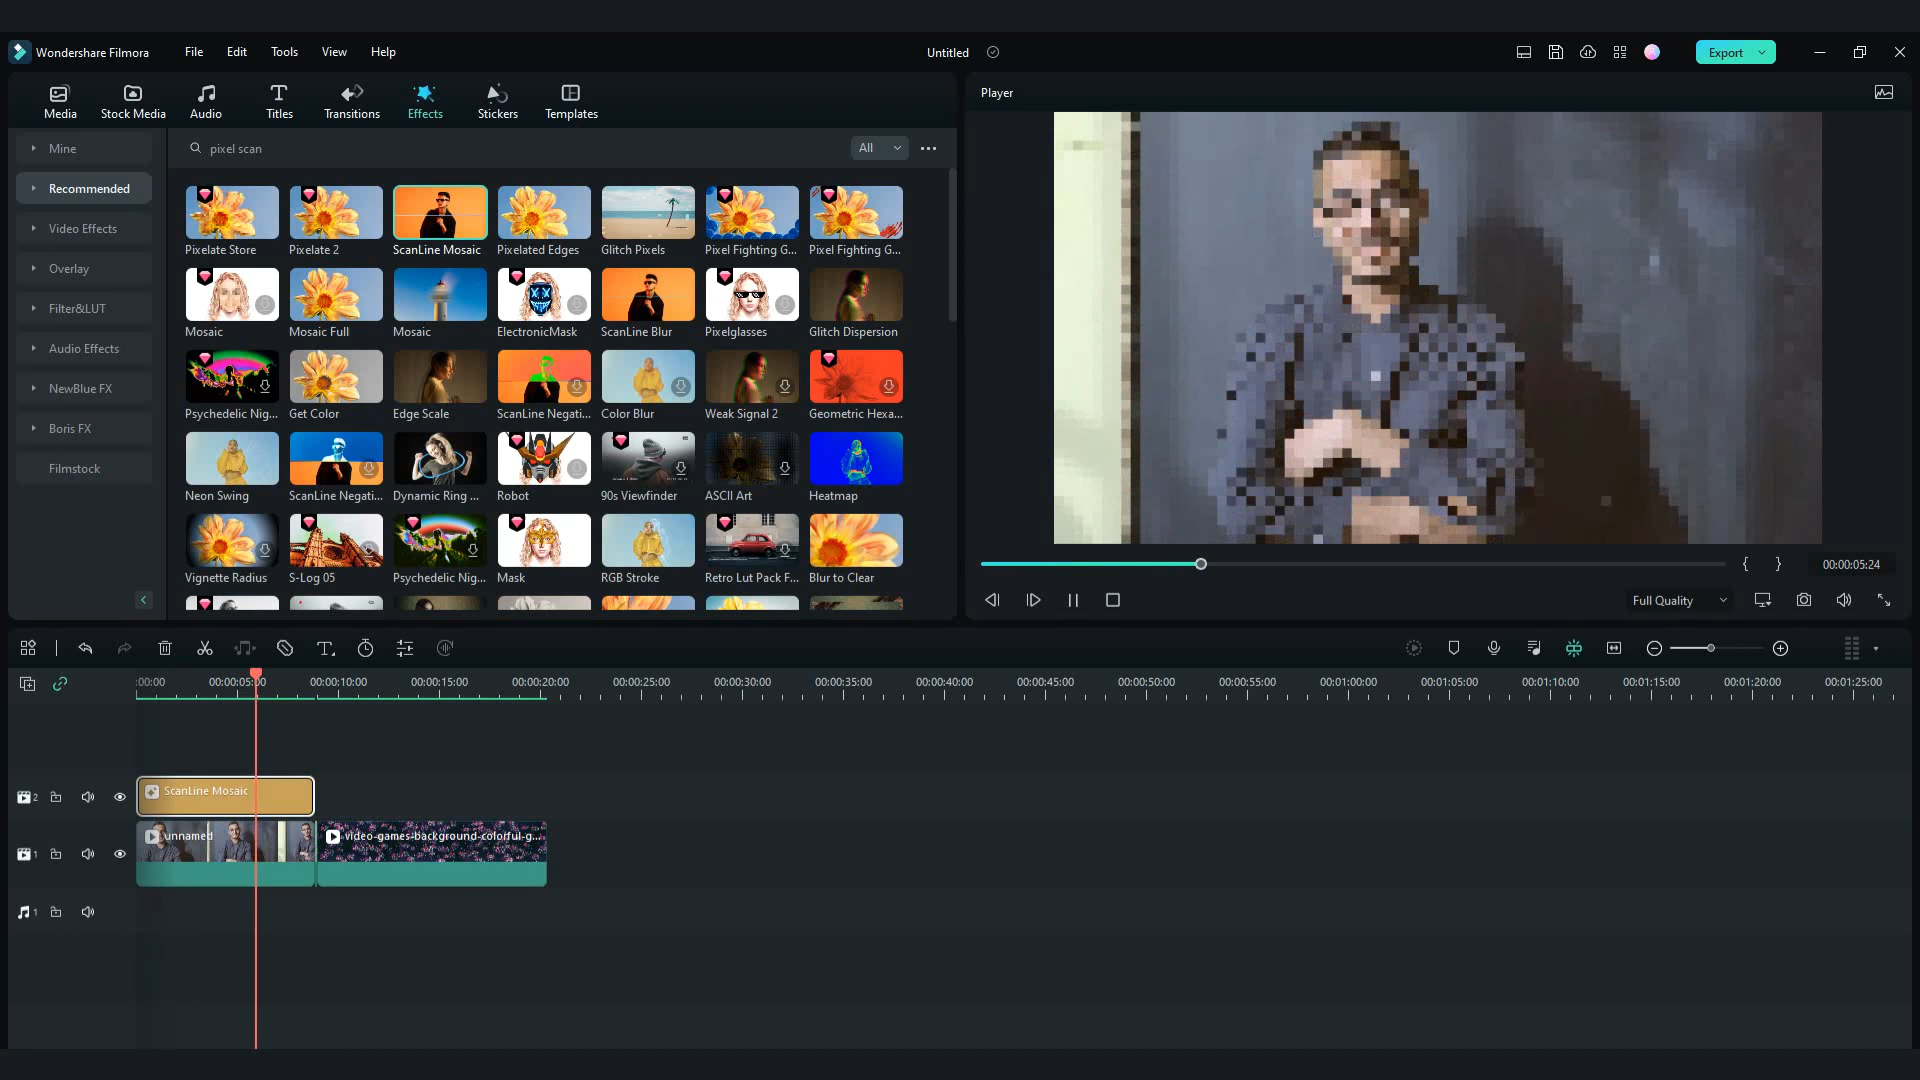 Wondershare Filmora
File
Edit
Tools
View
Help
Untitled
Export
Media
Stock Media
Audio
Titles
Transitions
Effects
Stickers
Templates
Player
Mine
Recommended
Video Effects
Overlay
Filter&LUT
Audio Effects
NewBlue FX
Boris FX
Filmstock
pixel scan
All
Pixelate Store
Pixelate 2
ScanLine Mosaic
Pixelated Edges
Glitch Pixels
Pixel Fighting G...
Pixel Fighting G...
Mosaic
Mosaic Full
Mosaic
ElectronicMask
ScanLine Blur
Pixelglasses
Glitch Dispersion
Psychedelic Nig...
Get Color
Edge Scale
ScanLine Negati...
Color Blur
Weak Signal 2
Geometric Hexa...
Neon Swing
ScanLine Negati...
Dynamic Ring ...
Robot
90s Viewfinder
ASCII Art
Heatmap
Vignette Radius
S-Log 05
Psychedelic Nig...
Mask
RGB Stroke
Retro Lut Pack F...
Blur to Clear
00:00:05:24
Full Quality
:00:00
00:00:05:00
00:00:10:00
00:00:15:00
00:00:20:00
00:00:25:00
00:00:30:00
00:00:35:00
00:00:40:00
00:00:45:00
00:00:50:00
00:00:55:00
00:01:00:00
00:01:05:00
00:01:10:00
00:01:15:00
00:01:20:00
00:01:25:00
2
ScanLine Mosaic
1
unnamed
video-games-background-colorful-g...
1